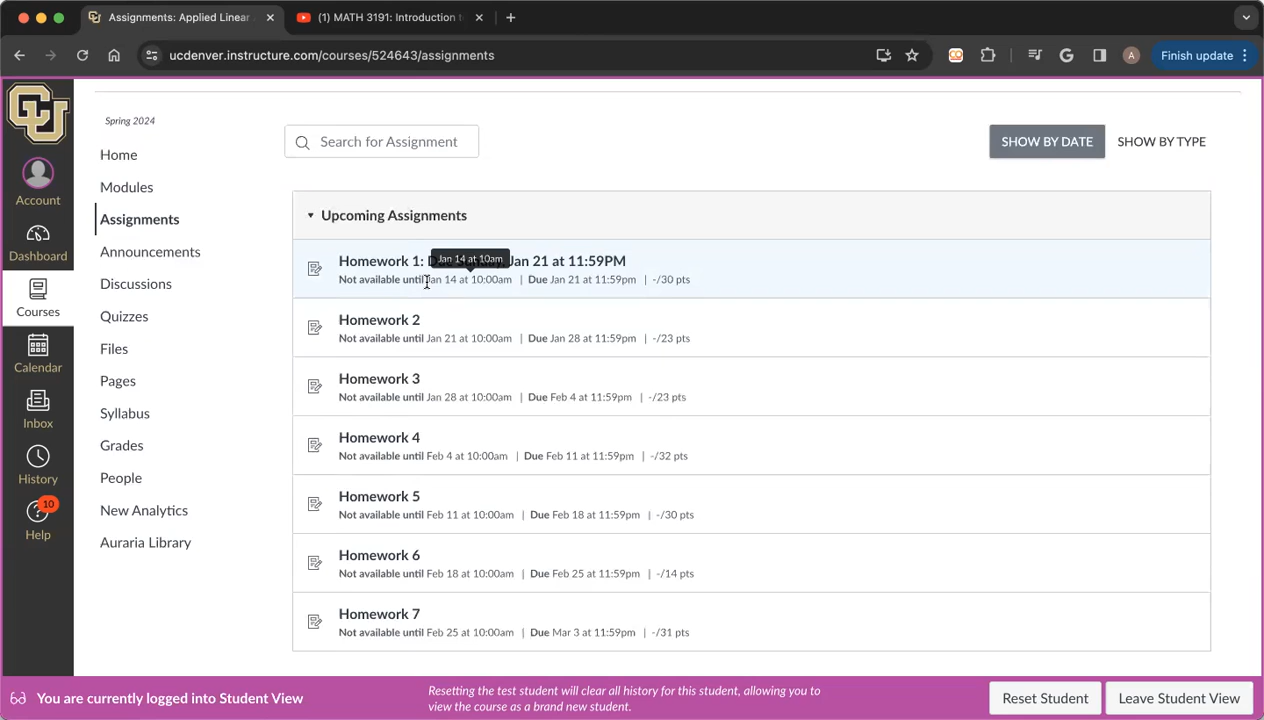 Assignments: Applied Linear
(1) MATH 3191: Introduction t
ucdenver.instructure.com/courses/524643/assignments
A
Finish update
CU
Account
Dashboard
Courses
Calendar
Inbox
History
10
Help
Spring 2024
Home
Modules
Assignments
Announcements
Discussions
Quizzes
Files
Pages
Syllabus
Grades
People
New Analytics
Auraria Library
Search for Assignment
SHOW BY DATE
SHOW BY TYPE
Upcoming Assignments
Jan 14 at 10am
Homework 1: Due Sunday, Jan 21 at 11:59PM
Not available until Jan 14 at 10:00am | Due Jan 21 at 11:59pm | -/30 pts
Homework 2
Not available until Jan 21 at 10:00am | Due Jan 28 at 11:59pm | -/23 pts
Homework 3
Not available until Jan 28 at 10:00am | Due Feb 4 at 11:59pm | -/23 pts
Homework 4
Not available until Feb 4 at 10:00am | Due Feb 11 at 11:59pm | -/32 pts
Homework 5
Not available until Feb 11 at 10:00am | Due Feb 18 at 11:59pm | -/30 pts
Homework 6
Not available until Feb 18 at 10:00am | Due Feb 25 at 11:59pm | -/14 pts
Homework 7
Not available until Feb 25 at 10:00am | Due Mar 3 at 11:59pm | -/31 pts
You are currently logged into Student View
Resetting the test student will clear all history for this student, allowing you to
view the course as a brand new student.
Reset Student
Leave Student View